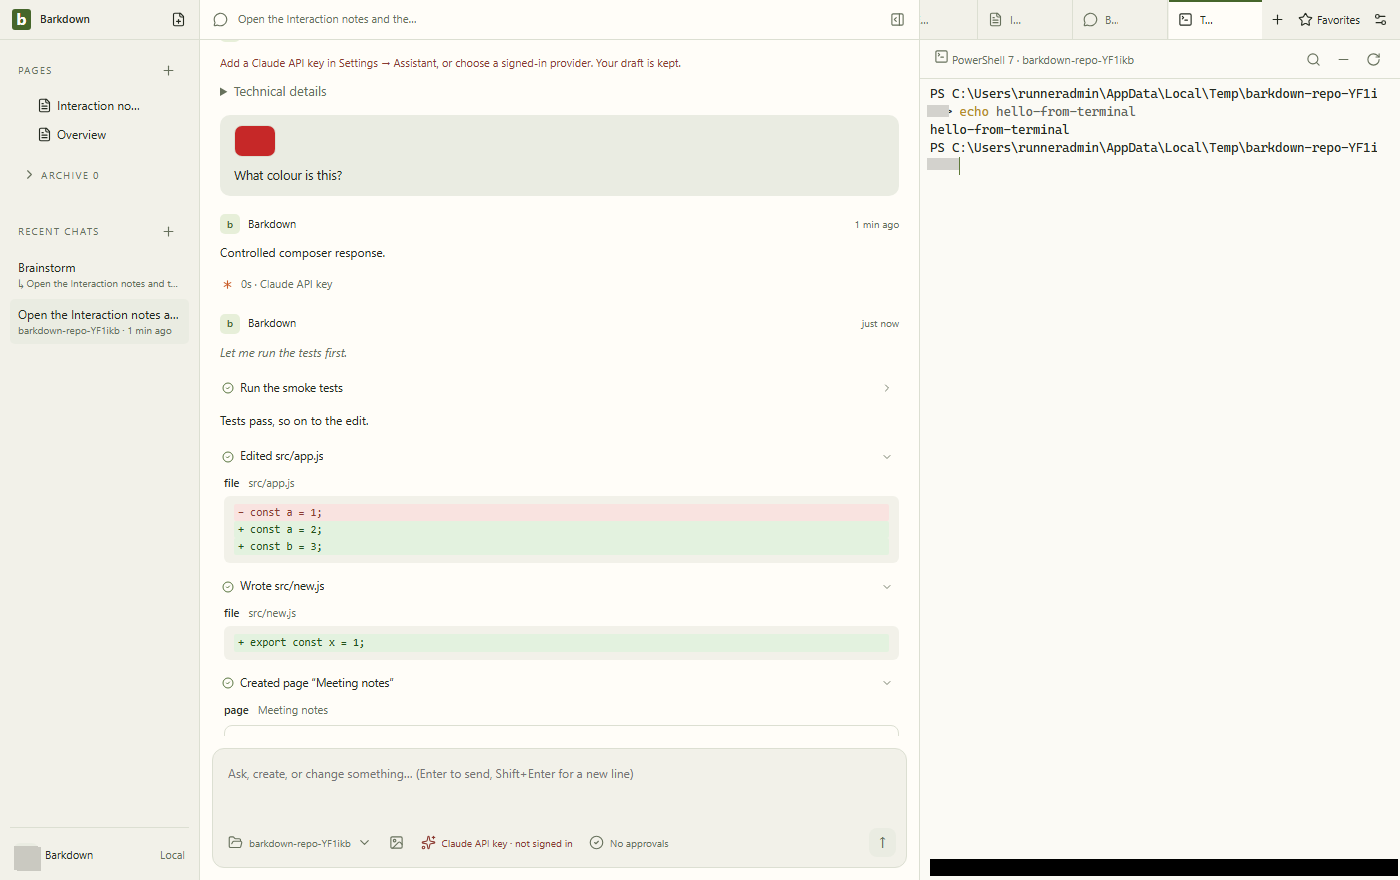 b Barkdown
PAGES
Interaction no...
Overview
ARCHIVE 0
RECENT CHATS
Brainstorm
↳ Open the Interaction notes and t...
Open the Interaction notes a...
barkdown-repo-YF1ikb · 1 min ago
Barkdown Local
Open the Interaction notes and the...
Add a Claude API key in Settings → Assistant, or choose a signed-in provider. Your draft is kept.
Technical details
What colour is this?
b Barkdown 1 min ago
Controlled composer response.
0s · Claude API key
b Barkdown just now
Let me run the tests first.
Run the smoke tests
Tests pass, so on to the edit.
Edited src/app.js
file src/app.js
- const a = 1;
+ const a = 2;
+ const b = 3;
Wrote src/new.js
file src/new.js
+ export const x = 1;
Created page “Meeting notes”
page Meeting notes
Ask, create, or change something... (Enter to send, Shift+Enter for a new line)
barkdown-repo-YF1ikb Claude API key · not signed in No approvals
... I... B... T... Favorites
PowerShell 7 · barkdown-repo-YF1ikb
PS C:\Users\runneradmin\AppData\Local\Temp\barkdown-repo-YF1i
> echo hello-from-terminal
hello-from-terminal
PS C:\Users\runneradmin\AppData\Local\Temp\barkdown-repo-YF1i